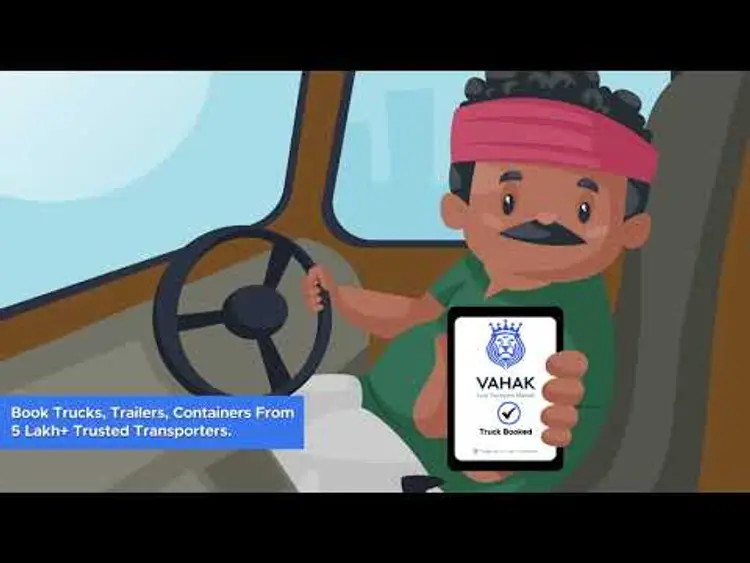 Book Trucks, Trailers, Containers From
5 Lakh+ Trusted Transporters.
VAHAK
Truck Booked